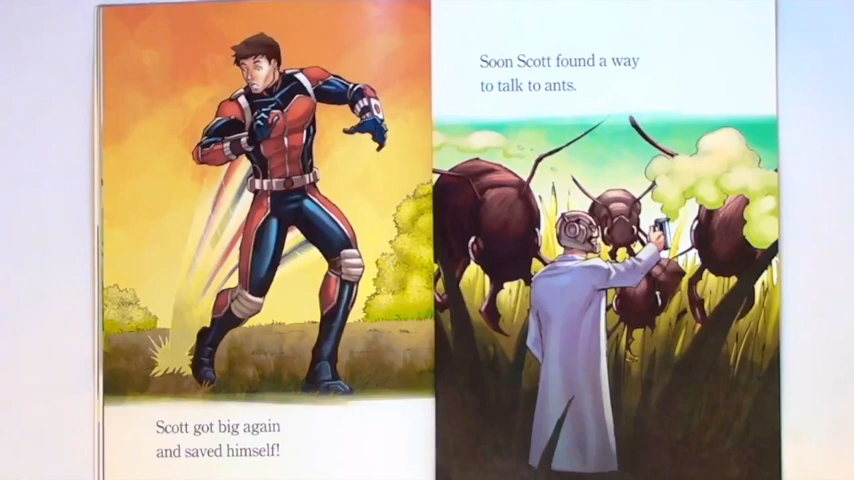 Scott got big again
and saved himself!
Soon Scott found a way
to talk to ants.